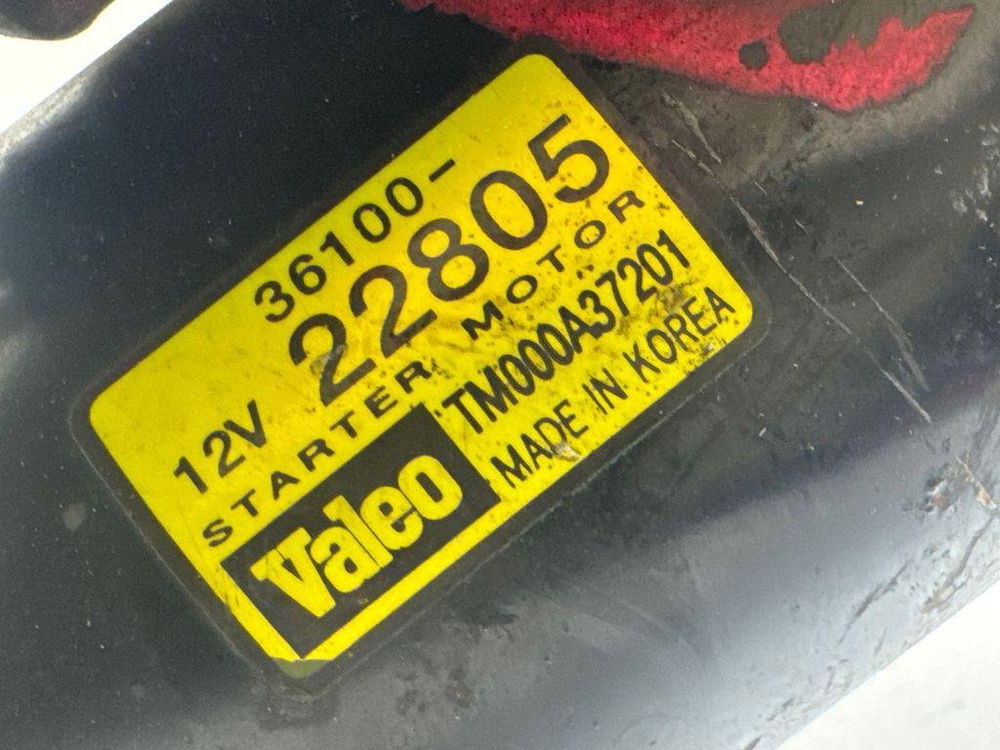 36100-
12V 22805
STARTER MOTOR
Valeo TM000A37201
MADE IN KOREA